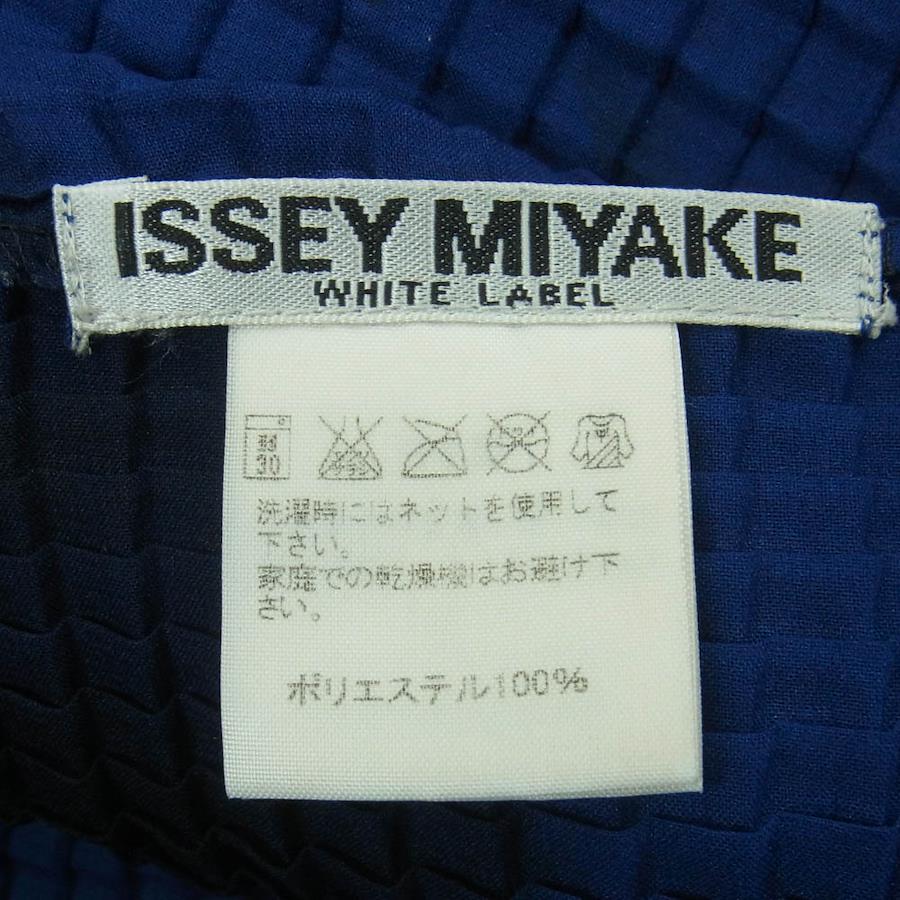 ISSEY MIYAKE
WHITE LABEL
弱
30
洗濯時にはネットを使用して
下さい。
家庭での乾燥機はお避け下
さい。
ポリエステル100%